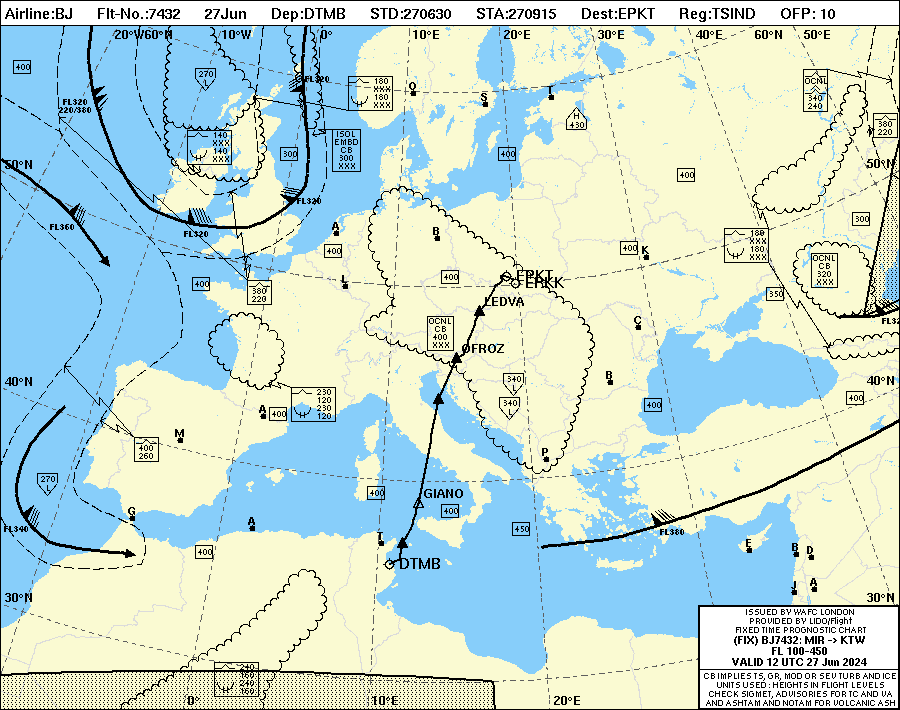 Airline:BJ Flt-No:7432 27Jun Dep:DTMB STD:270630 STA:270915 Dest:EPKT Reg:TSIND OFP: 10
20°W60°N 10°W 0° 10°E 20°E 30°E 40°E 60°N 50°E
400
270
L
FL320
220/380
FL320
180
XXX
180
XXX
O
S
T
H
430
OCNL
340
240
380
220
140
XXX
140
XXX
H
300
ISOL
EMBD
CB
300
XXX
400
400
50°N
50°N
FL360
FL320
FL320
A
400
B
300
400
K
180
XXX
180
XXX
OCNL
CB
320
XXX
400
380
220
L
400
EPKT
EPKK
350
LEDVA
FL32
OCNL
CB
400
XXX
C
OFROZ
40°N
40°N
340
L
340
L
B
400
400
230
120
230
120
H
A
400
M
400
260
P
270
L
400
GIANO
400
450
FL340
G
A
T
FL380
E
B
D
400
DTMB
J
A
30°N
30°N
240
160
240
160
H
0° 10°E 20°E
ISSUED BY WAFC LONDON
PROVIDED BY LIDO/Flight
FIXED TIME PROGNOSTIC CHART
(FIX) BJ7432: MIR -> KTW
FL 100-450
VALID 12 UTC 27 Jun 2024
CB IMPLIES TS, GR, MOD OR SEV TURB AND ICE
UNITS USED : HEIGHTS IN FLIGHT LEVELS
CHECK SIGMET, ADVISORIES FOR TC AND VA
AND ASHTAM AND NOTAM FOR VOLCANIC ASH